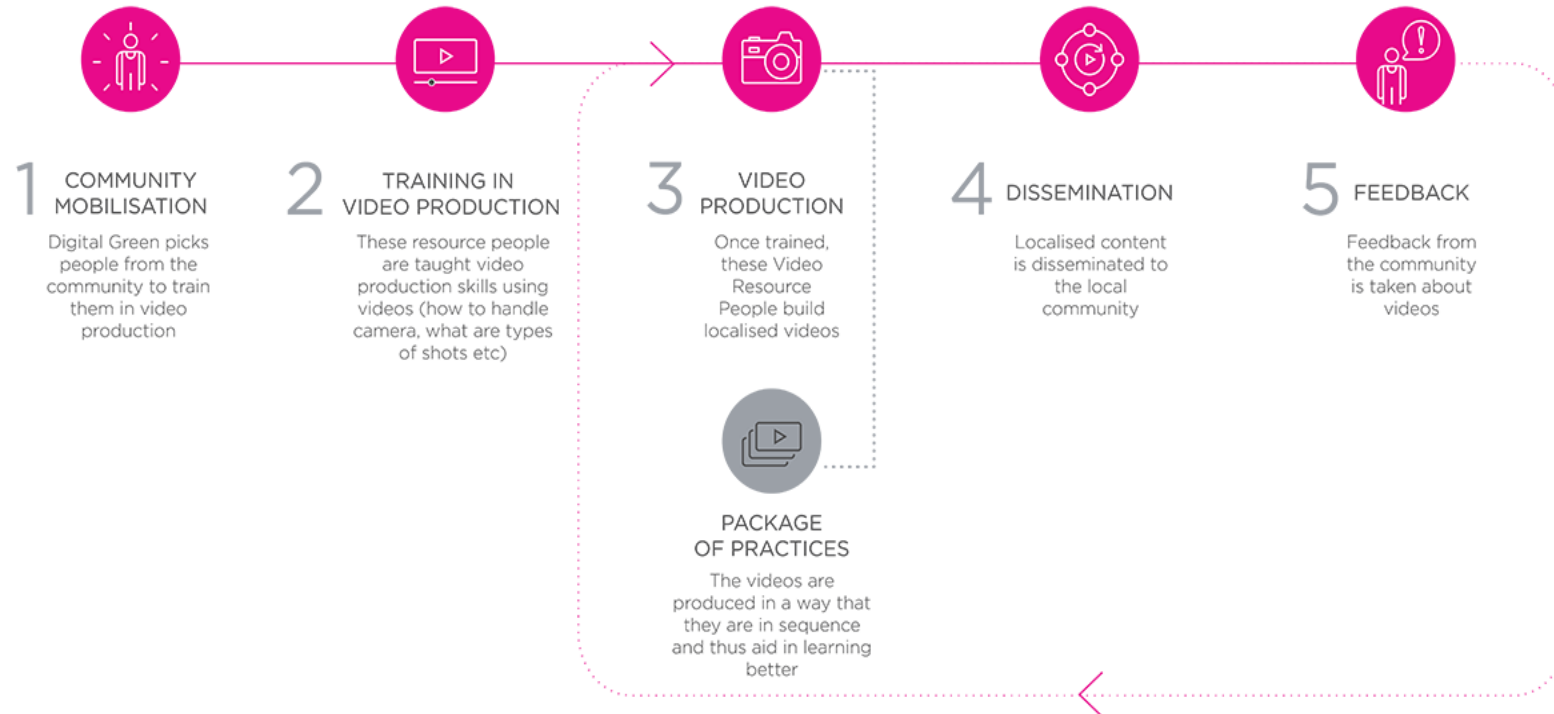 1
COMMUNITY
MOBILISATION
Digital Green picks
people from the
community to train
them in video
production
2
TRAINING IN
VIDEO PRODUCTION
These resource people
are taught video
production skills using
videos (how to handle
camera, what are types
of shots etc)
3
VIDEO
PRODUCTION
Once trained,
these Video
Resource
People build
localised videos
PACKAGE
OF PRACTICES
The videos are
produced in a way that
they are in sequence
and thus aid in learning
better
4
DISSEMINATION
Localised content
is disseminated to
the local
community
5
FEEDBACK
Feedback from
the community
is taken about
videos